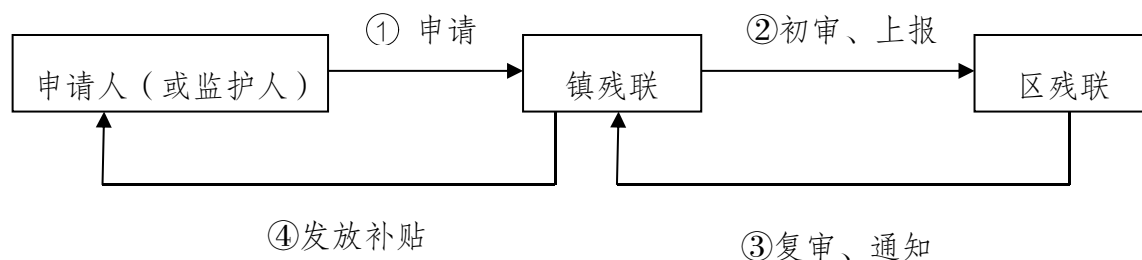 ① 申请
②初审、上报
申请人（或监护人）
镇残联
区残联
④发放补贴
③复审、通知